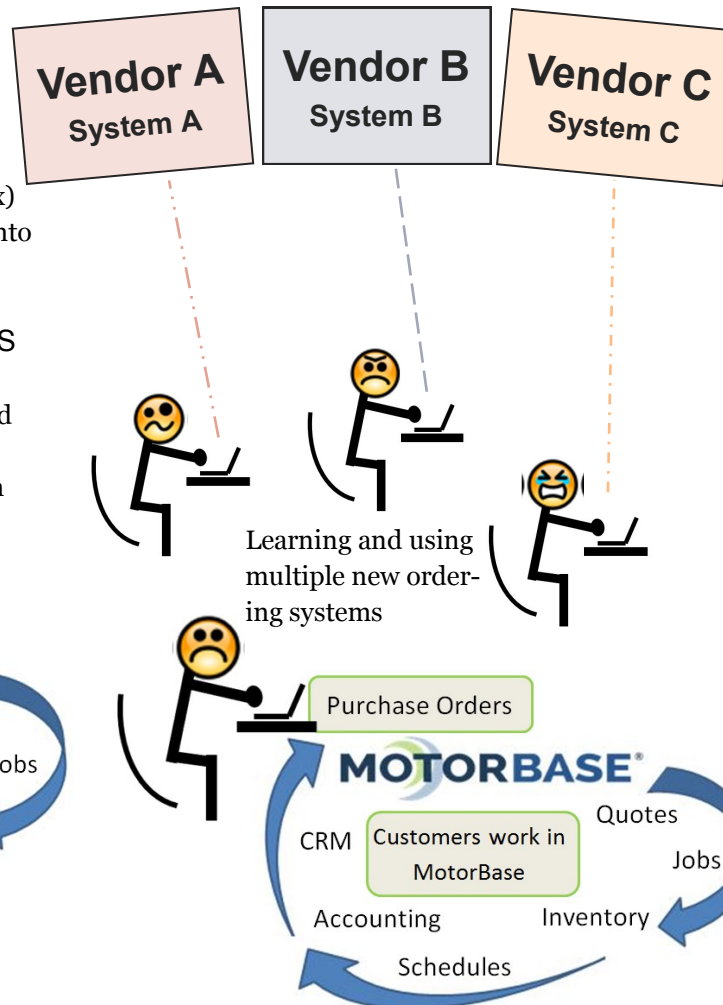 Vendor A
System A
Vendor B
System B
Vendor C
System C
x)
nto
s
d
n
Learning and using
multiple new order-
ing systems
Purchase Orders
obs
MOTORBASE®
Quotes
CRM
Customers work in
MotorBase
Jobs
Accounting
Inventory
Schedules